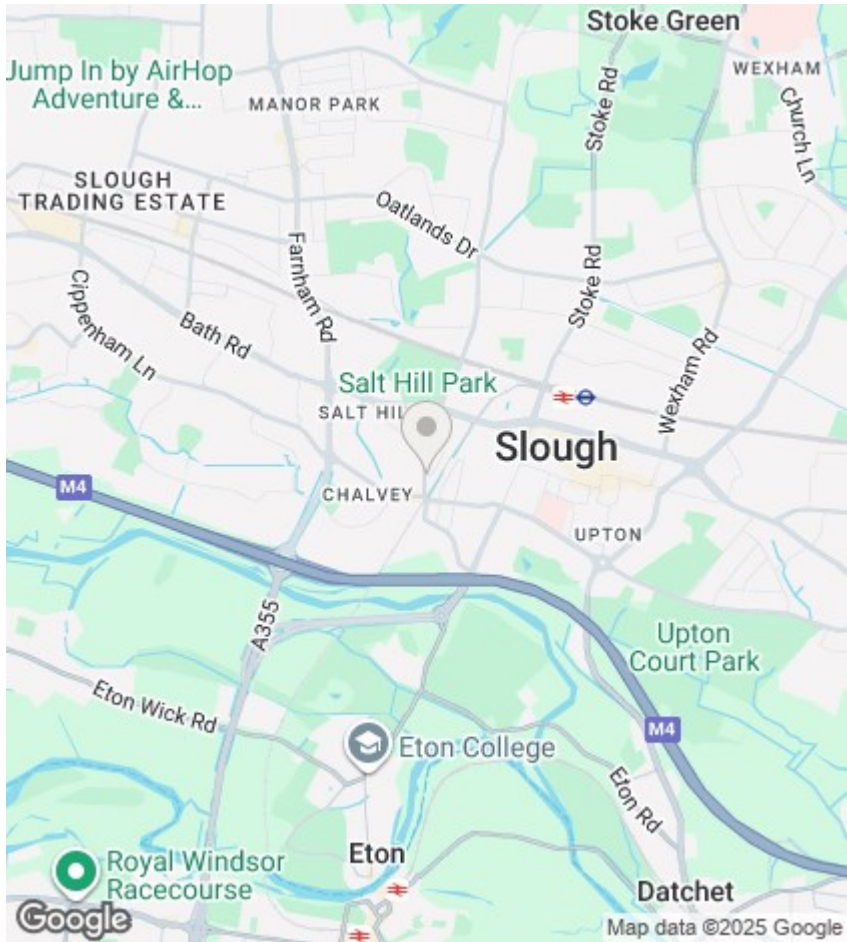 Stoke Green
Jump In by AirHop
Adventure &...
WEXHAM
MANOR PARK
Church Ln
Stoke Rd
SLOUGH
TRADING ESTATE
Oatlands Dr
Farnham Rd
Stoke Rd
Cippenham Ln
Bath Rd
Wexham Rd
Salt Hill Park
SALT HIL
Slough
M4
CHALVEY
UPTON
A355
Upton
Court Park
Eton Wick Rd
M4
Eton College
Eton Rd
Eton
Royal Windsor
Racecourse
Datchet
Google
Map data ©2025 Google